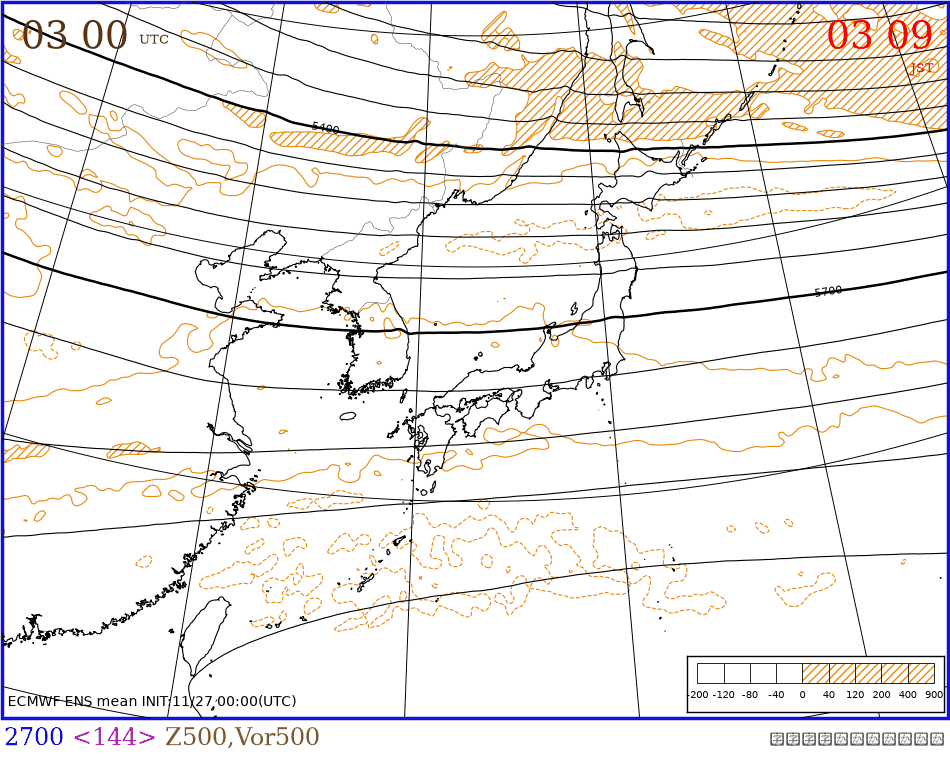 03 00 UTC
03 09
JST
5400
5700
-200 -120 -80 -40 0 40 120 200 400 900
ECMWF ENS mean INIT:11/27 00:00(UTC)
2700 <144> Z500,Vor500